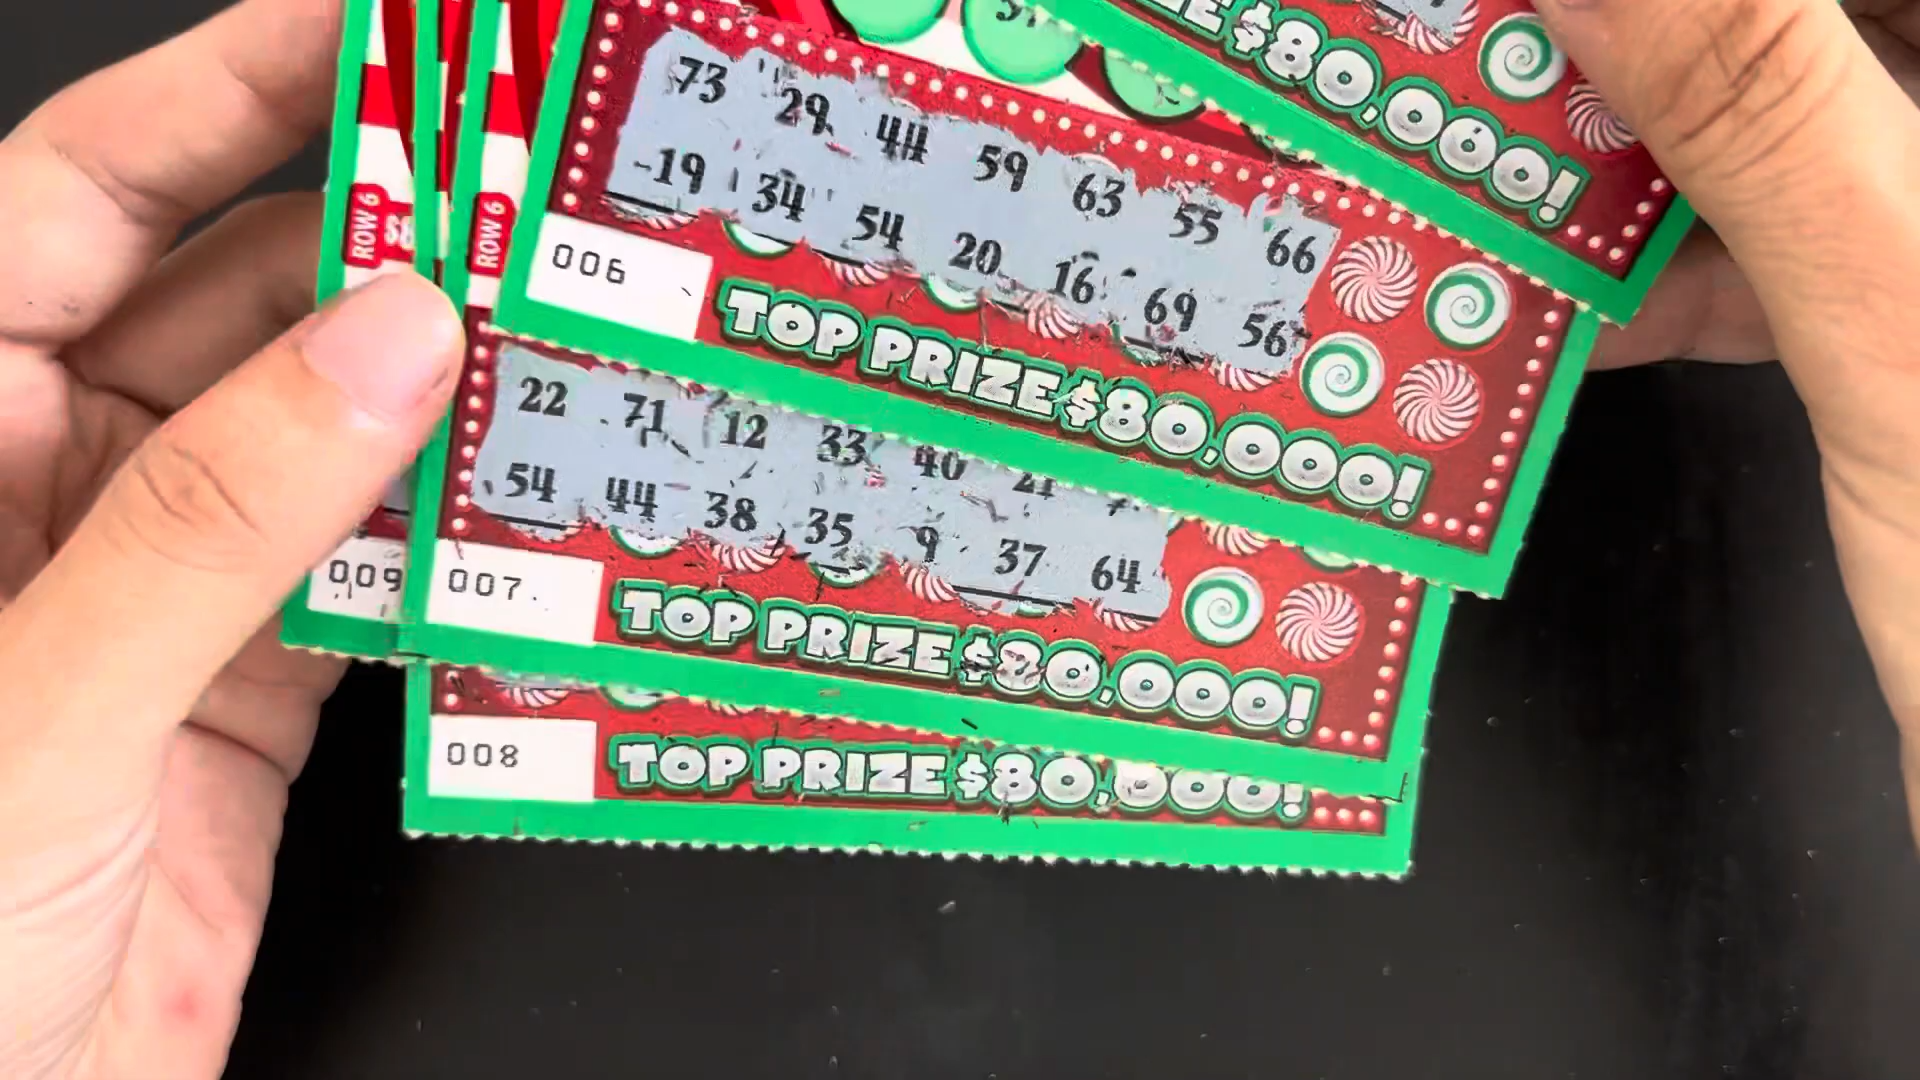 $80,000!
73 29 44 59 63 55 66
19 34 54 20 16 69 56
006
TOP PRIZE $80,000!
ROW 6
ROW 6
22 71 12 33 40 21
54 44 38 35 9 37 64
007
TOP PRIZE $80,000!
009
008
TOP PRIZE $80,000!